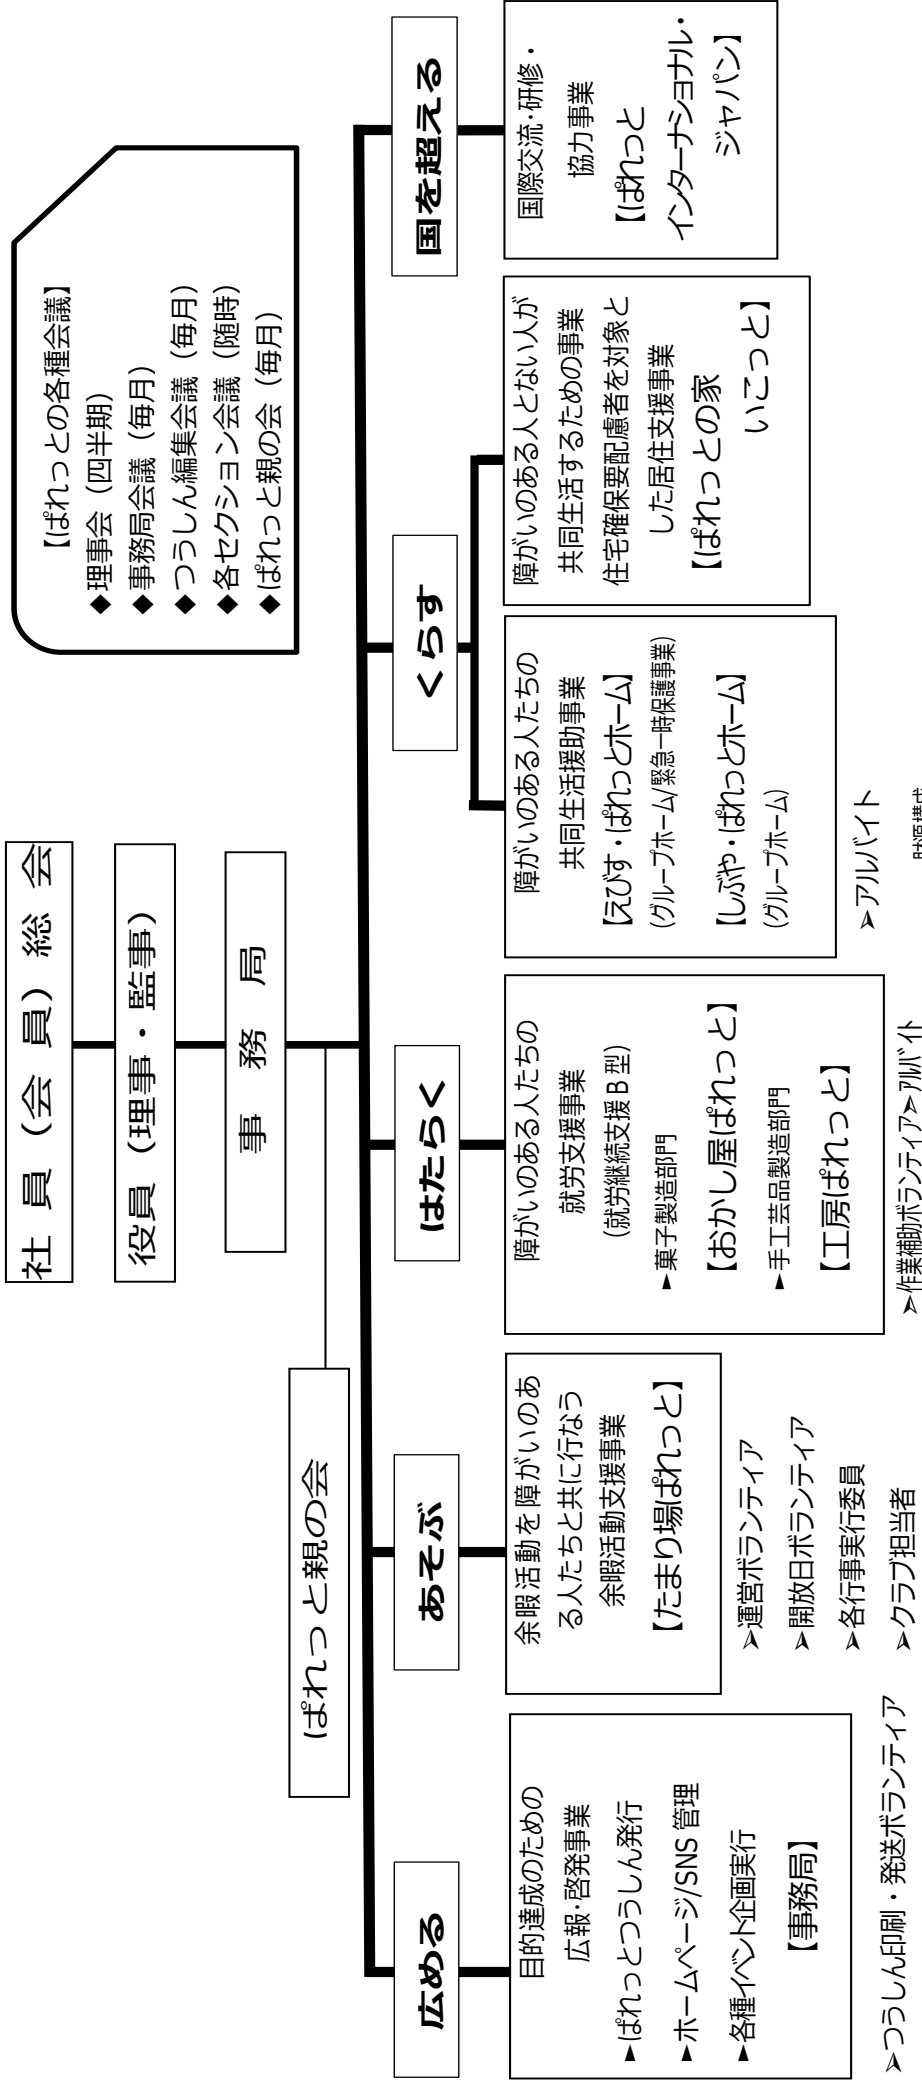 社員（会員）総会
役員（理事・監事）
事務局
【ぱれっとの各種会議】
◆理事会（四半期）
◆事務局会議（毎月）
◆つうしん編集会議（毎月）
◆各セクション会議（随時）
◆ぱれっと親の会（毎月）
ぱれっと親の会
広める
目的達成のための
広報・啓発事業
►ぱれっとつうしん発行
►ホームページ/SNS 管理
►各種イベント企画実行
【事務局】
➢つうしん印刷・発送ボランティア
あそぶ
余暇活動を障がいのあ
る人たちと共に行なう
余暇活動支援事業
【たまり場ぱれっと】
➢運営ボランティア
➢開放日ボランティア
➢各行事実行委員
➢クラブ担当者
はたらく
障がいのある人たちの
就労支援事業
(就労継続支援 B 型)
►菓子製造部門
【おかし屋ぱれっと】
►手工芸品製造部門
【工房ぱれっと】
➢作業補助ボランティア➢アルバイト
くらす
障がいのある人たちの
共同生活援助事業
【えびす・ぱれっとホーム】
(グループホーム/緊急一時保護事業)
【しぶや・ぱれっとホーム】
(グループホーム)
➢アルバイト
障がいのある人とない人が
共同生活するための事業
住宅確保要配慮者を対象と
した居住支援事業
【ぱれっとの家
いこっと】
国を超える
国際交流・研修・
協力事業
【ぱれっと
インターナショナル・
ジャパン】